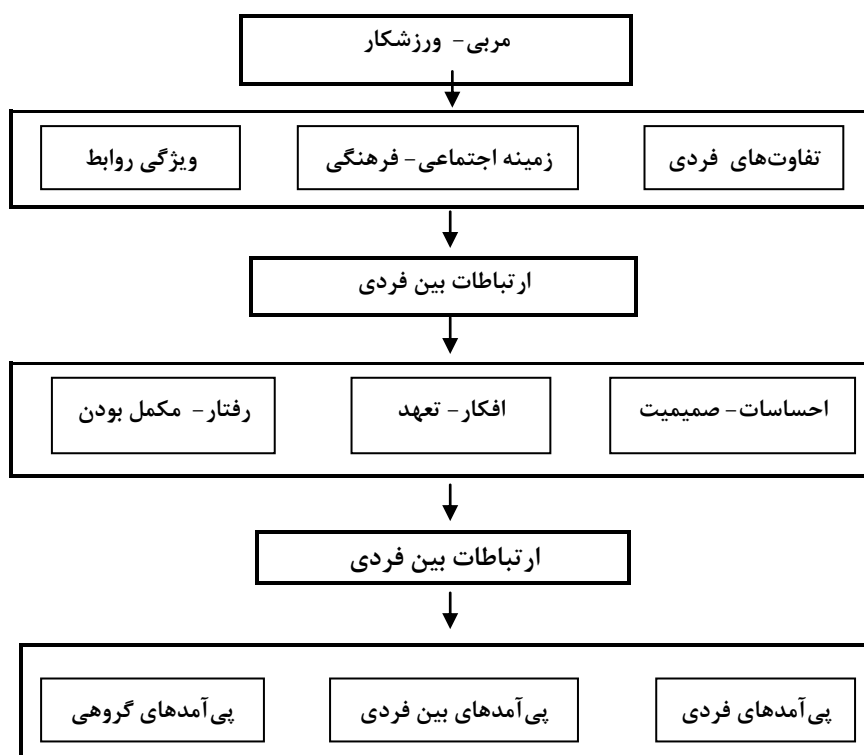 مربی- ورزشکار
تفاوت‌های فردی
زمینه اجتماعی- فرهنگی
ویژگی روابط
ارتباطات بین فردی
احساسات- صمیمیت
افکار- تعهد
رفتار- مکمل بودن
ارتباطات بین فردی
پی‌آمدهای فردی
پی‌آمدهای بین فردی
پی‌آمدهای گروهی